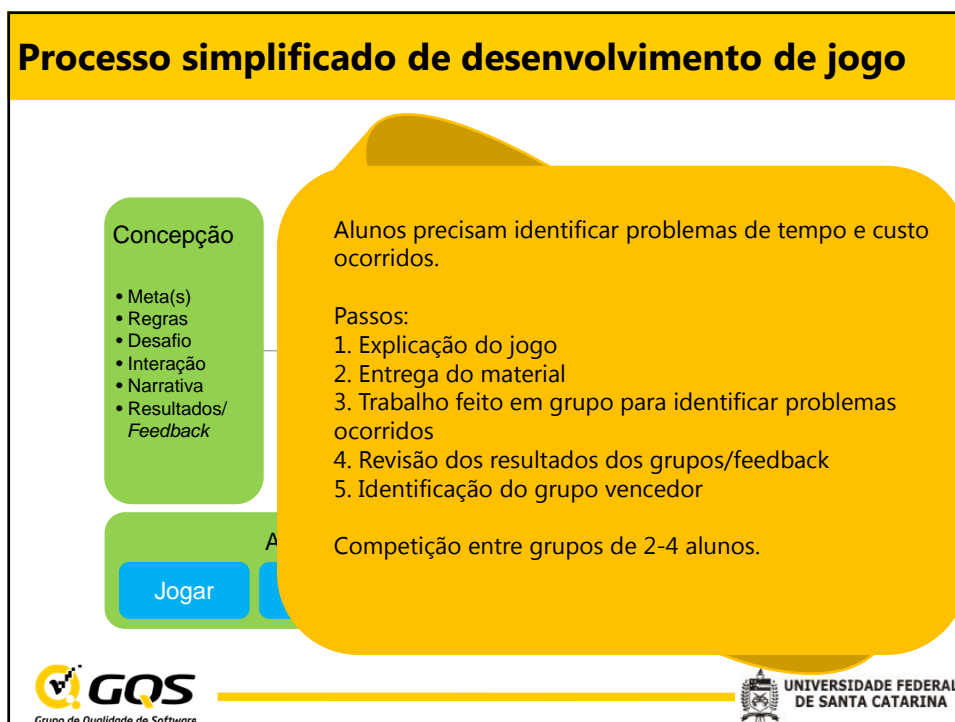 Processo simplificado de desenvolvimento de jogo
Concepção
• Meta(s)
• Regras
• Desafio
• Interação
• Narrativa
• Resultados/
Feedback
Alunos precisam identificar problemas de tempo e custo
ocorridos.
Passos:
1. Explicação do jogo
2. Entrega do material
3. Trabalho feito em grupo para identificar problemas
ocorridos
4. Revisão dos resultados dos grupos/feedback
5. Identificação do grupo vencedor
Competição entre grupos de 2-4 alunos.
A
Jogar
GQS
Grupo de Qualidade de Software
UNIVERSIDADE FEDERAL
DE SANTA CATARINA